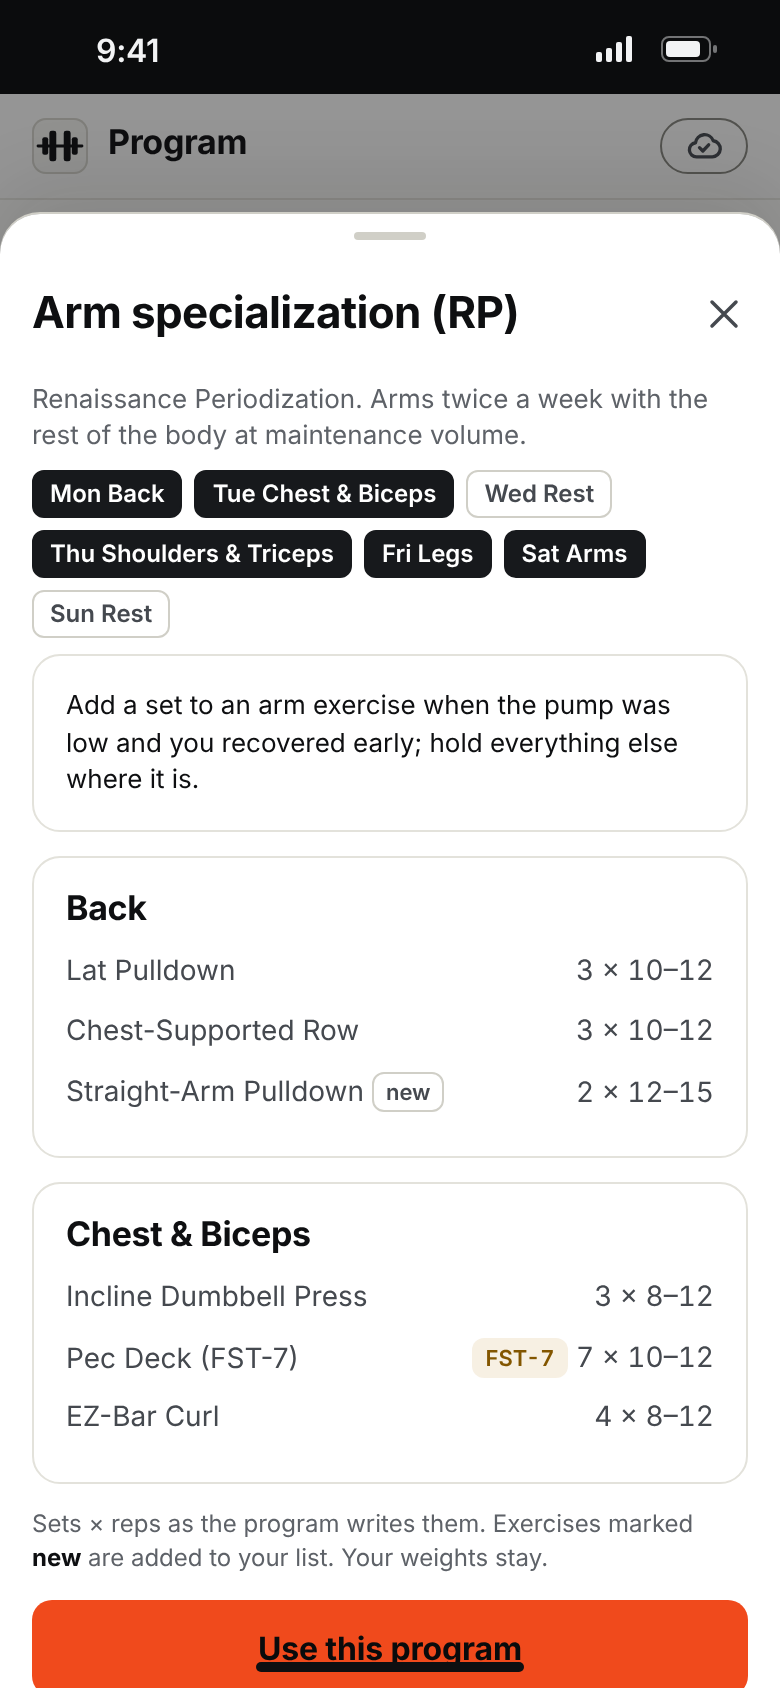 9:41
Program
Arm specialization (RP)
Renaissance Periodization. Arms twice a week with the
rest of the body at maintenance volume.
Mon Back
Tue Chest & Biceps
Wed Rest
Thu Shoulders & Triceps
Fri Legs
Sat Arms
Sun Rest
Add a set to an arm exercise when the pump was
low and you recovered early; hold everything else
where it is.
Back
Lat Pulldown 3 × 10–12
Chest-Supported Row 3 × 10–12
Straight-Arm Pulldown new 2 × 12–15
Chest & Biceps
Incline Dumbbell Press 3 × 8–12
Pec Deck (FST-7) FST-7 7 × 10–12
EZ-Bar Curl 4 × 8–12
Sets × reps as the program writes them. Exercises marked
new are added to your list. Your weights stay.
Use this program